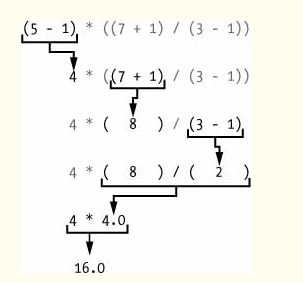 (5 - 1) * ((7 + 1) / (3 - 1))
4 * ((7 + 1) / (3 - 1))
4 * (  8  ) / (3 - 1)
4 * (  8  ) / (  2  )
4 * 4.0
16.0